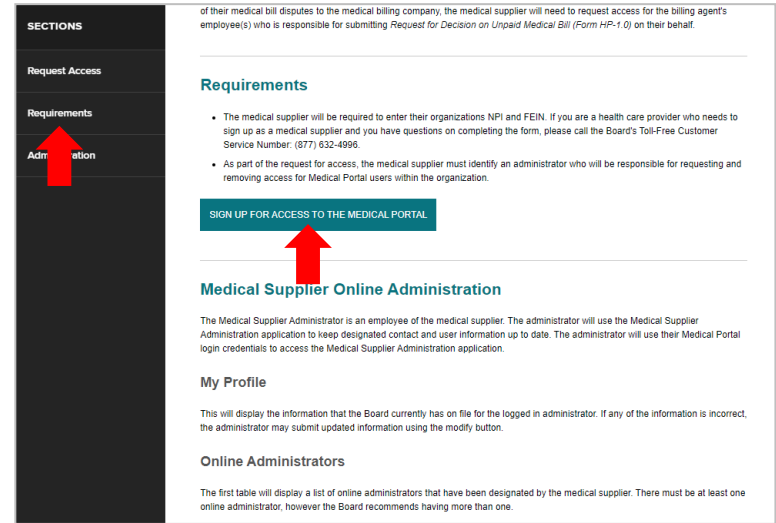 SECTIONS
Request Access
Requirements
Adm ation
of their medical bill disputes to the medical billing company, the medical supplier will need to request access for the billing agent's
employee(s) who is responsible for submitting Request for Decision on Unpaid Medical Bill (Form HP-1.0) on their behalf.
Requirements
• The medical supplier will be required to enter their organizations NPI and FEIN. If you are a health care provider who needs to
sign up as a medical supplier and you have questions on completing the form, please call the Board's Toll-Free Customer
Service Number: (877) 632-4996.
• As part of the request for access, the medical supplier must identify an administrator who will be responsible for requesting and
removing access for Medical Portal users within the organization.
SIGN UP FOR ACCESS TO THE MEDICAL PORTAL
Medical Supplier Online Administration
The Medical Supplier Administrator is an employee of the medical supplier. The administrator will use the Medical Supplier
Administration application to keep designated contact and user information up to date. The administrator will use their Medical Portal
login credentials to access the Medical Supplier Administration application.
My Profile
This will display the information that the Board currently has on file for the logged in administrator. If any of the information is incorrect,
the administrator may submit updated information using the modify button.
Online Administrators
The first table will display a list of online administrators that have been designated by the medical supplier. There must be at least one
online administrator, however the Board recommends having more than one.